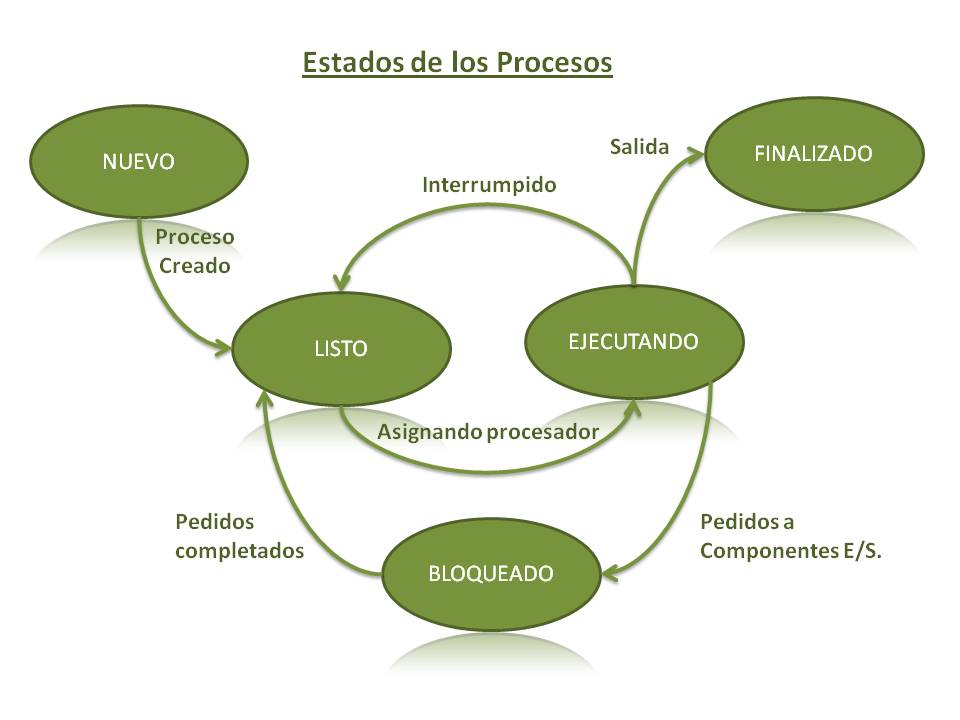 Estados de los Procesos
NUEVO
FINALIZADO
Salida
Interrumpido
Proceso
Creado
LISTO
EJECUTANDO
Asignando procesador
Pedidos
completados
Pedidos a
Componentes E/S.
BLOQUEADO